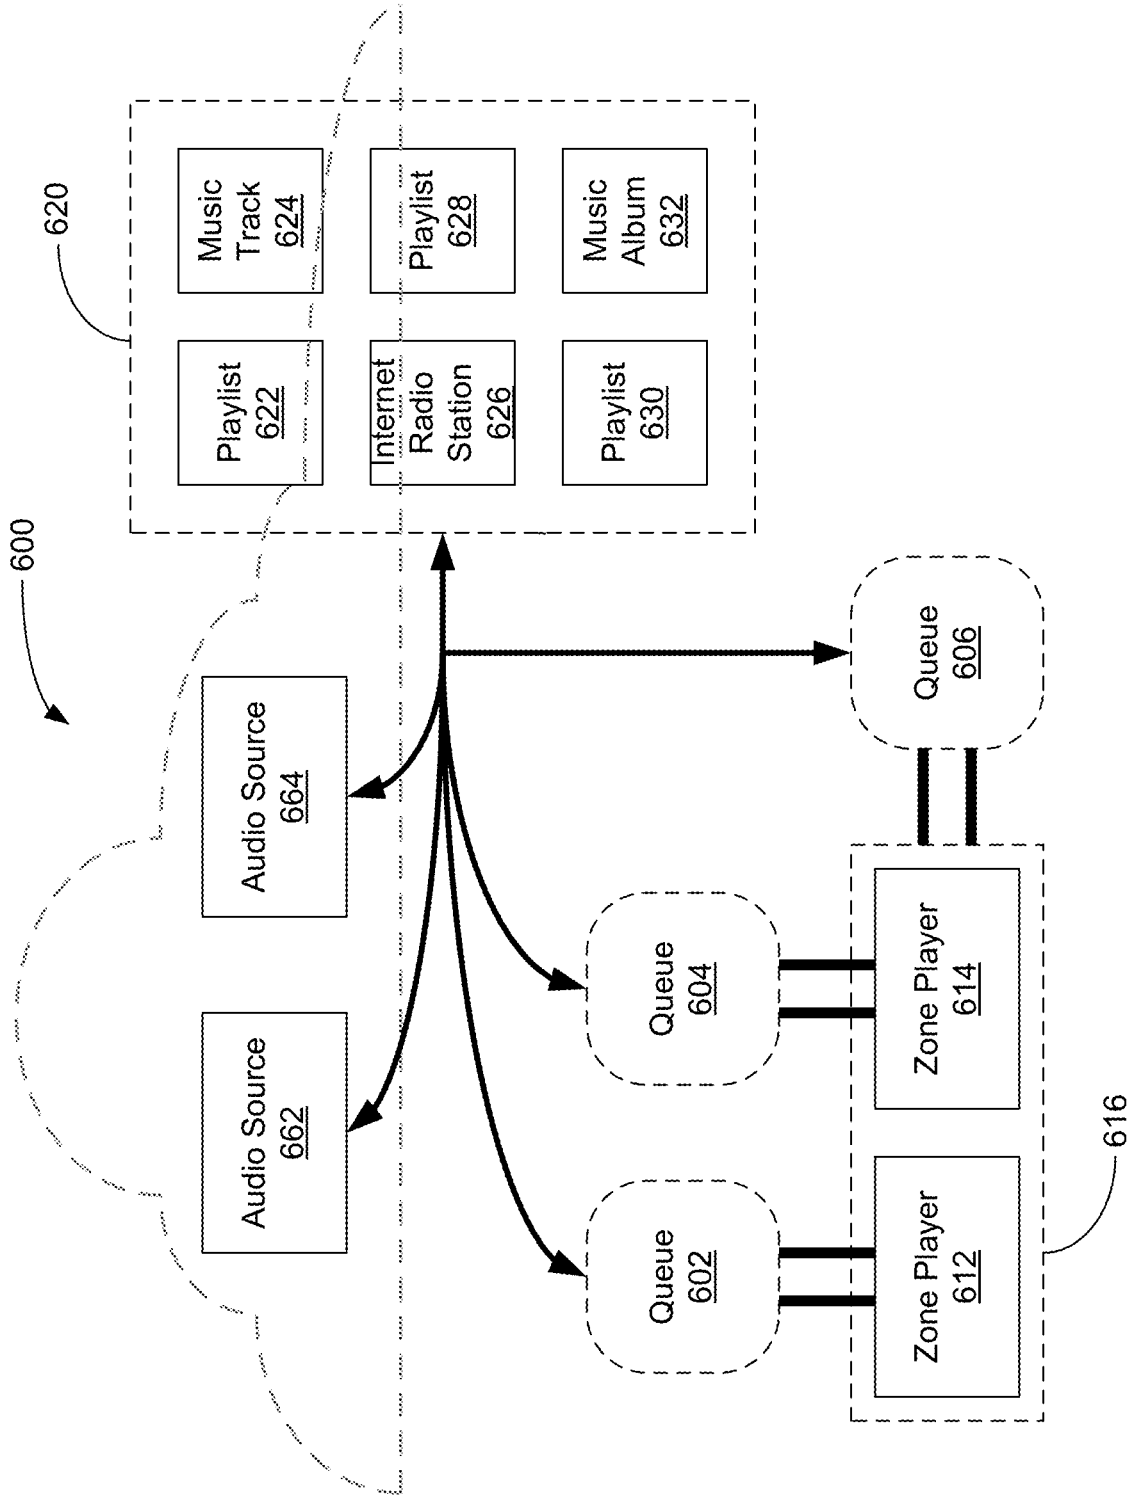 600
Audio Source
662
Audio Source
664
620
Playlist
622
Music
Track
624
Internet
Radio
Station
626
Playlist
628
Playlist
630
Music
Album
632
Queue
602
Queue
604
Queue
606
Zone Player
612
Zone Player
614
616